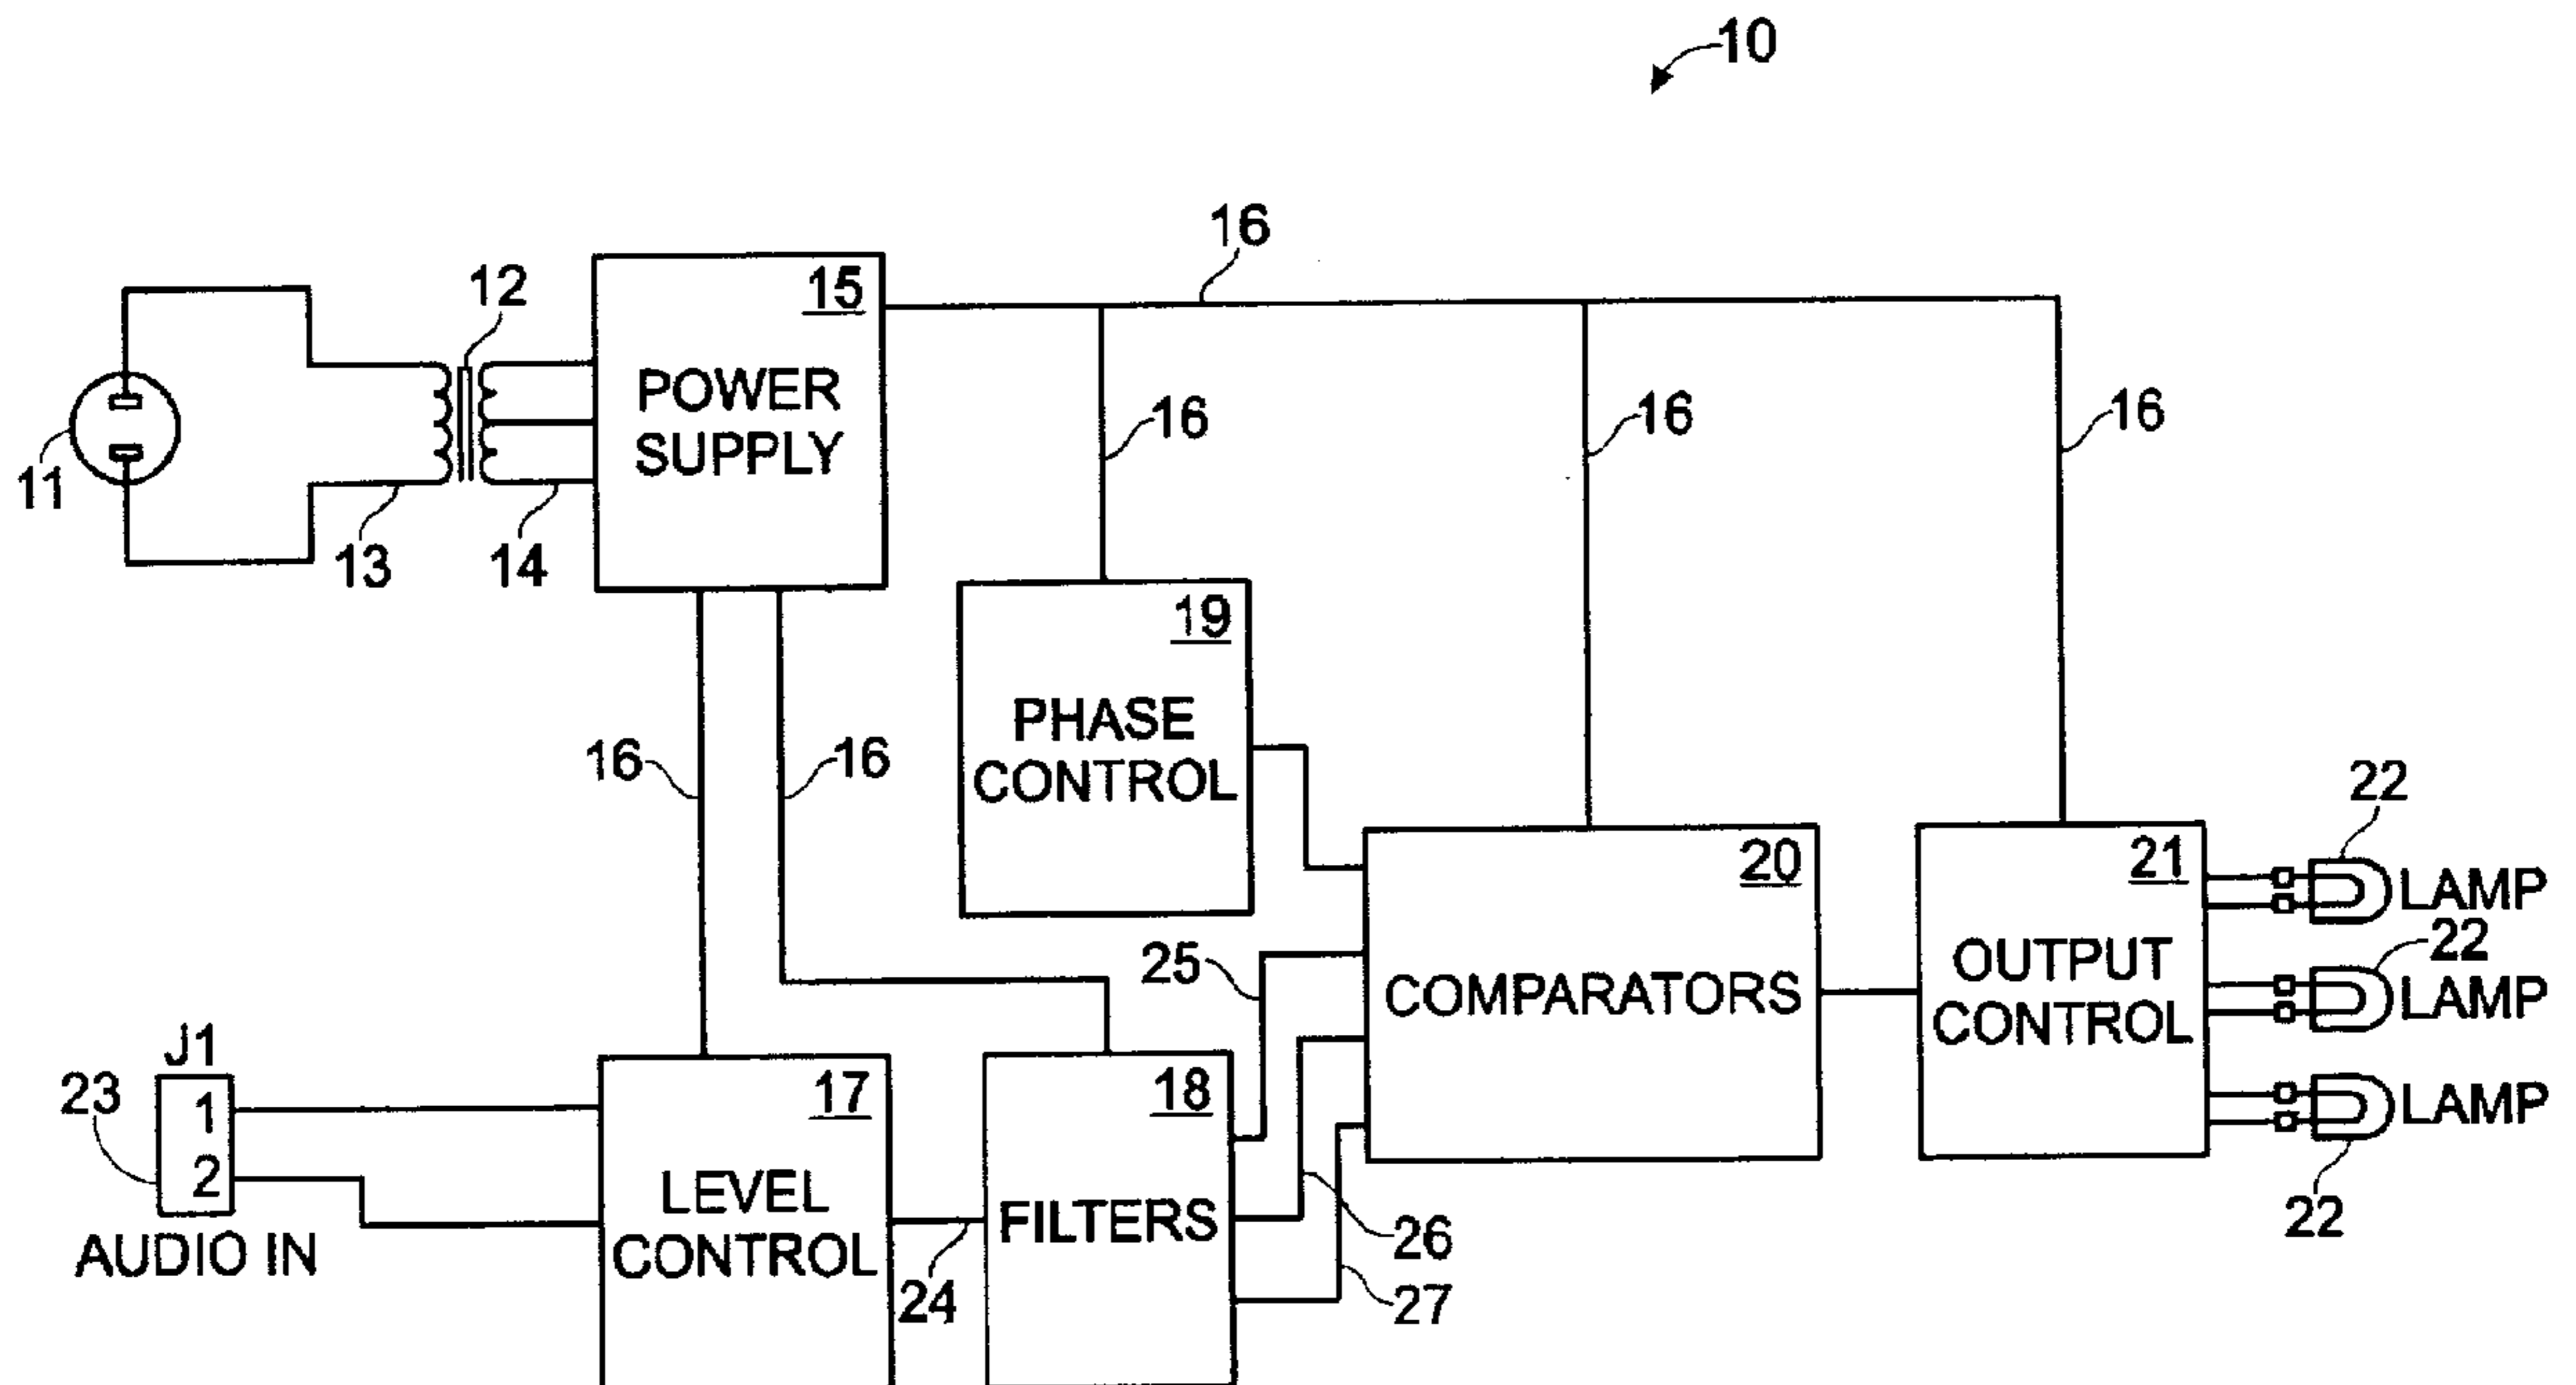 10
16
12
15
POWER
SUPPLY
11
13
14
16
16
16
19
PHASE
CONTROL
16
16
22
20
21
LAMP
22
25
COMPARATORS
OUTPUT
CONTROL
LAMP
J1
23
1
2
AUDIO IN
17
LEVEL
CONTROL
24
18
FILTERS
26
27
LAMP
22